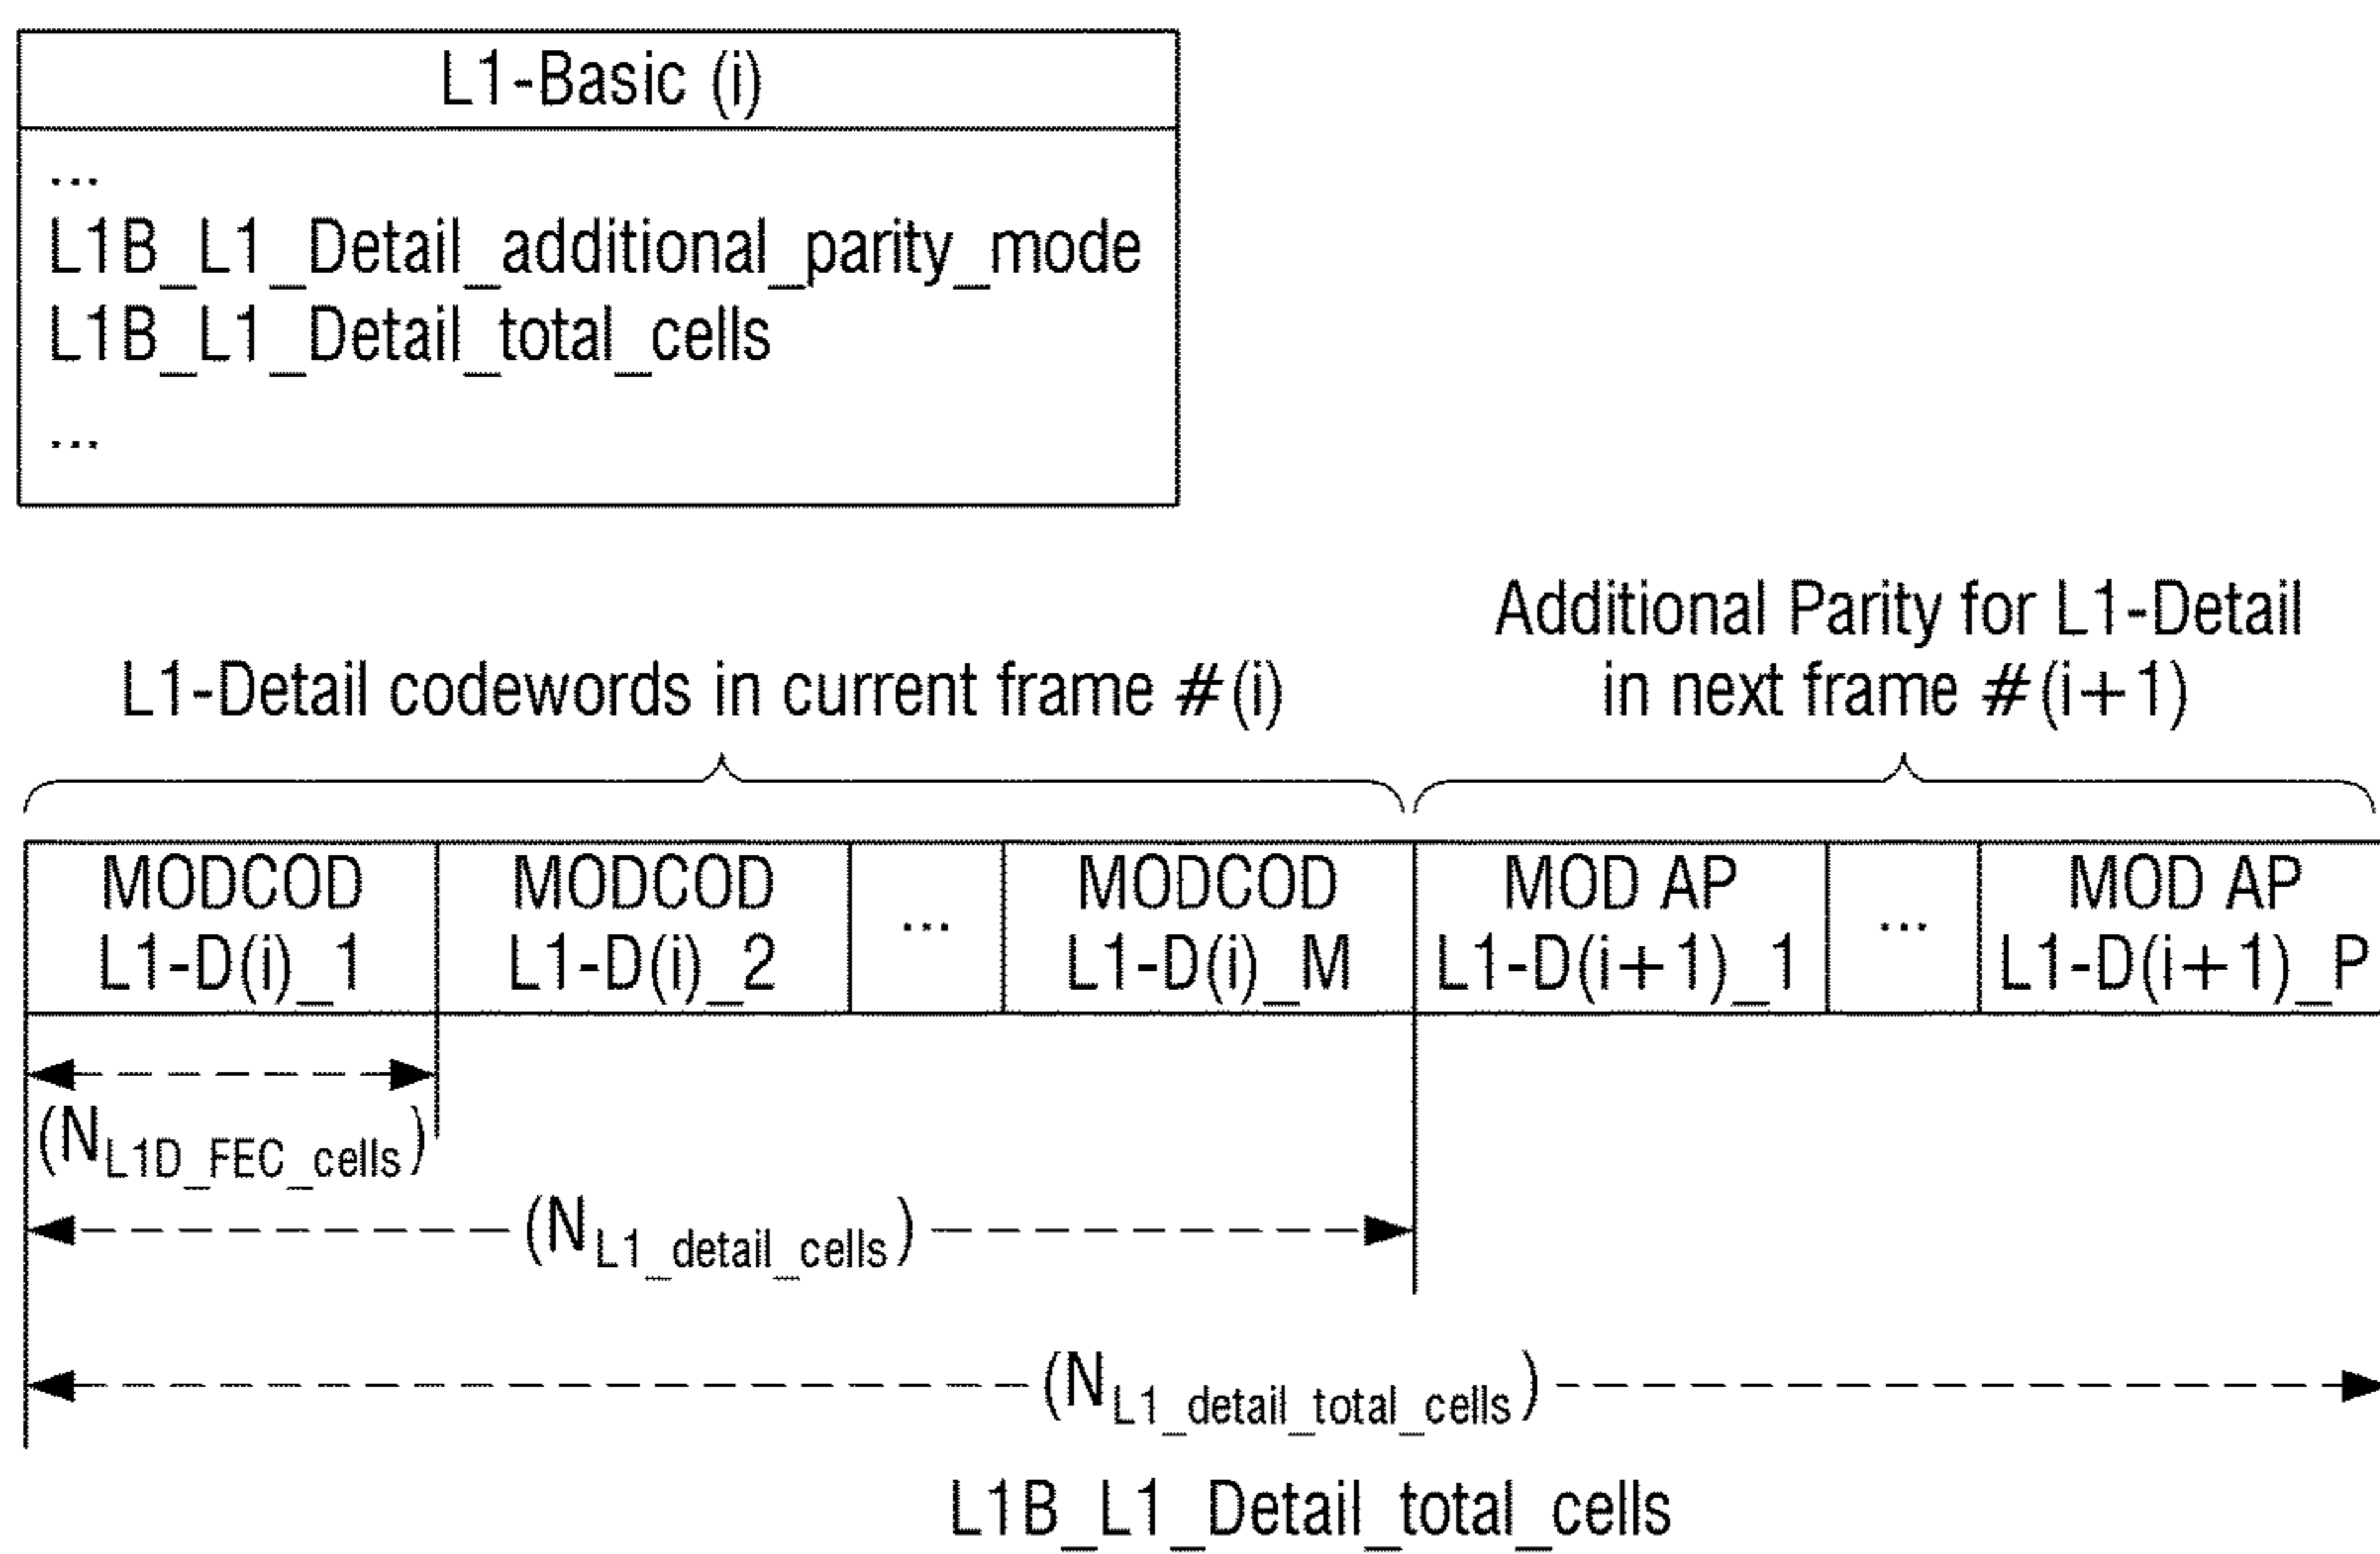 L1-Basic (i)
...
L1B_L1_Detail_additional_parity_mode
L1B_L1_Detail_total_cells
...
Additional Parity for L1-Detail
in next frame #(i+1)
L1-Detail codewords in current frame #(i)
MODCOD
L1-D(i)_1
MODCOD
L1-D(i)_2
...
MODCOD
L1-D(i)_M
MOD AP
L1-D(i+1)_1
...
MOD AP
L1-D(i+1)_P
(NL1D_FEC_cells)
(NL1_detail_cells)
(NL1_detail_total_cells)
L1B_L1_Detail_total_cells